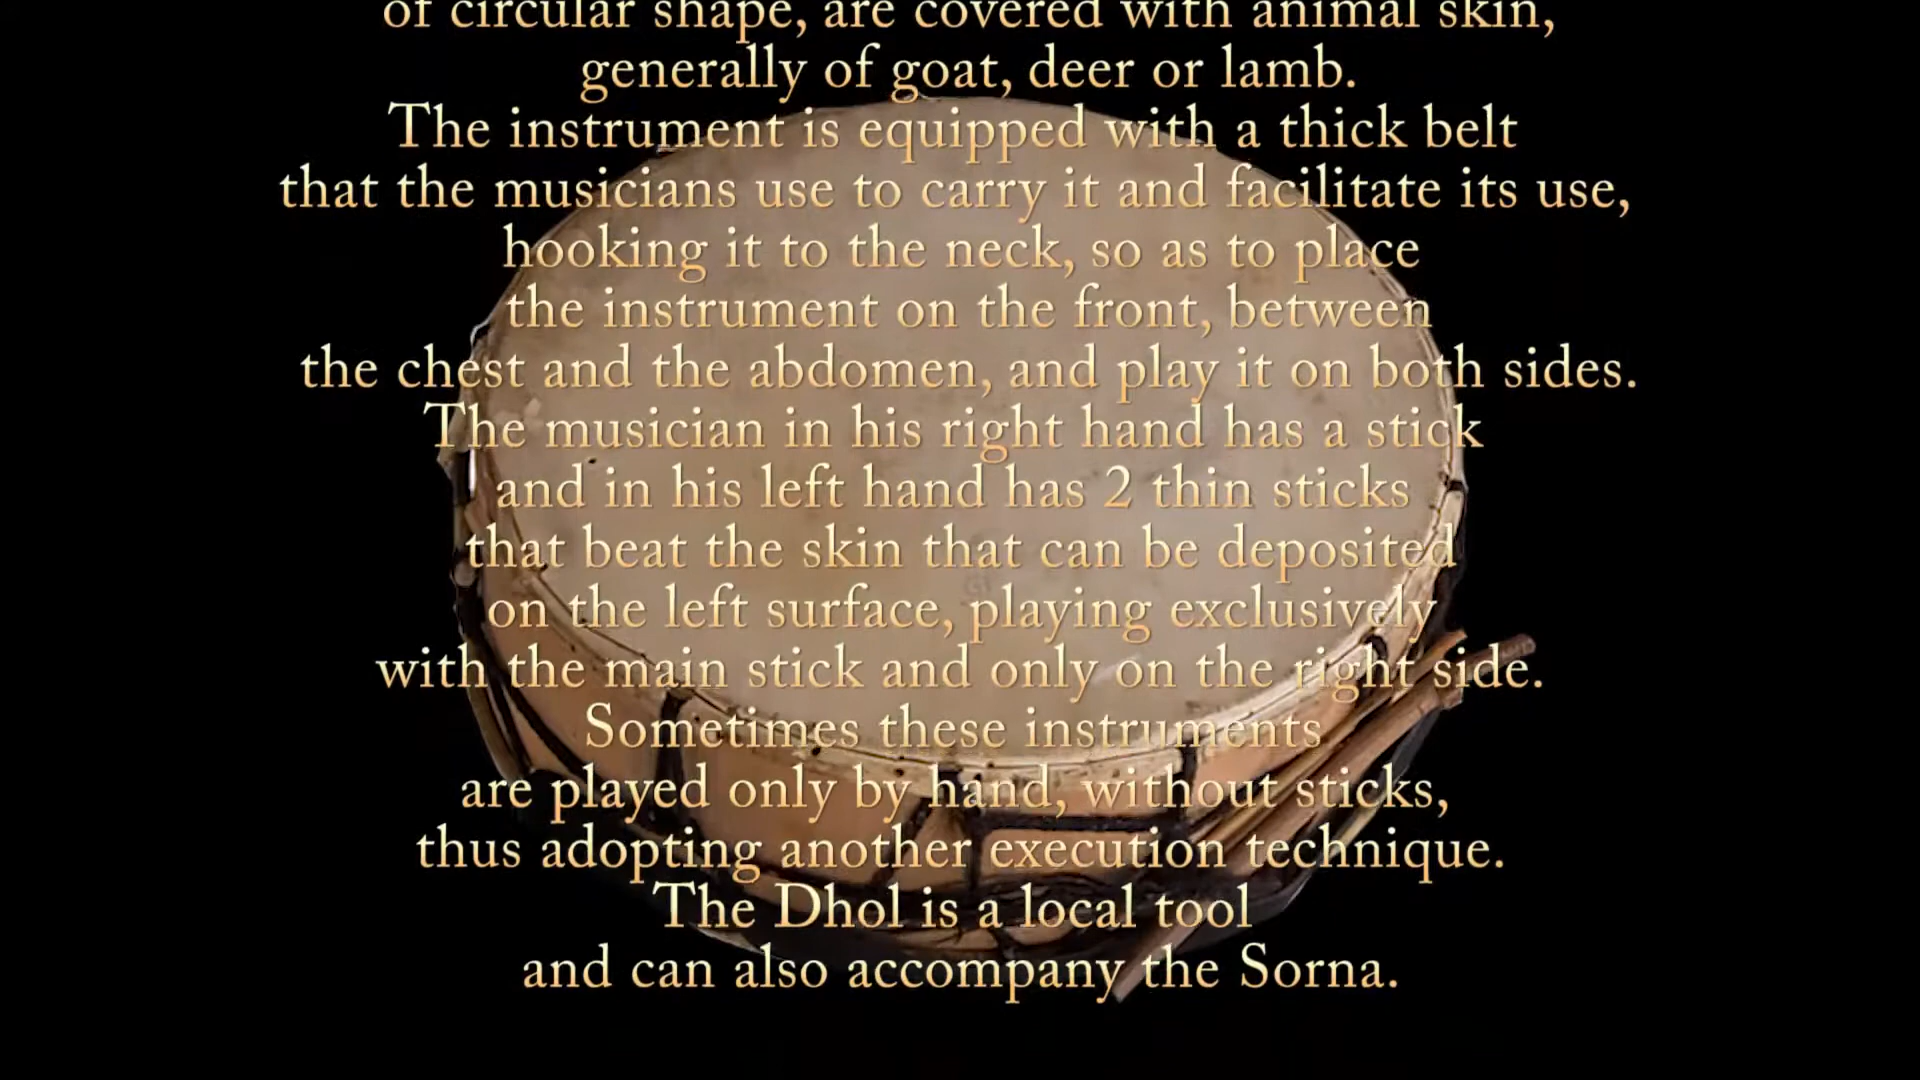 of circular shape, are covered with animal skin,
generally of goat, deer or lamb.
The instrument is equipped with a thick belt
that the musicians use to carry it and facilitate its use,
hooking it to the neck, so as to place
the instrument on the front, between
the chest and the abdomen, and play it on both sides.
The musician in his right hand has a stick
and in his left hand has 2 thin sticks
that beat the skin that can be deposited
on the left surface, playing exclusively
with the main stick and only on the right side.
Sometimes these instruments
are played only by hand, without sticks,
thus adopting another execution technique.
The Dhol is a local tool
and can also accompany the Sorna.